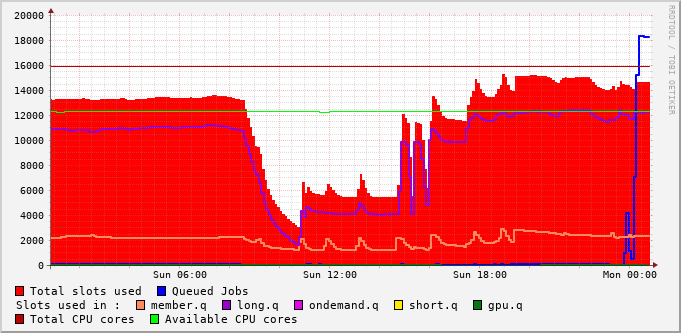 20000
18000
16000
14000
12000
10000
8000
6000
4000
2000
0
Sun 06:00 Sun 12:00 Sun 18:00 Mon 00:00
RRDTOOL / TOBI OETIKER
Total slots used Queued Jobs
Slots used in : member.q long.q ondemand.q short.q gpu.q
Total CPU cores Available CPU cores